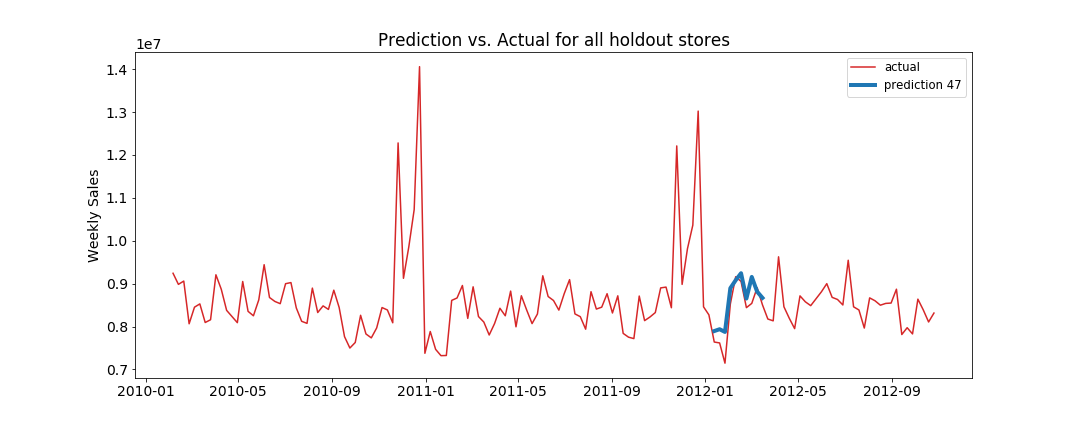 Prediction vs. Actual for all holdout stores
1e7
1.4
1.3
1.2
1.1
1.0
0.9
0.8
0.7
Weekly Sales
actual
prediction 47
2010-01 2010-05 2010-09 2011-01 2011-05 2011-09 2012-01 2012-05 2012-09